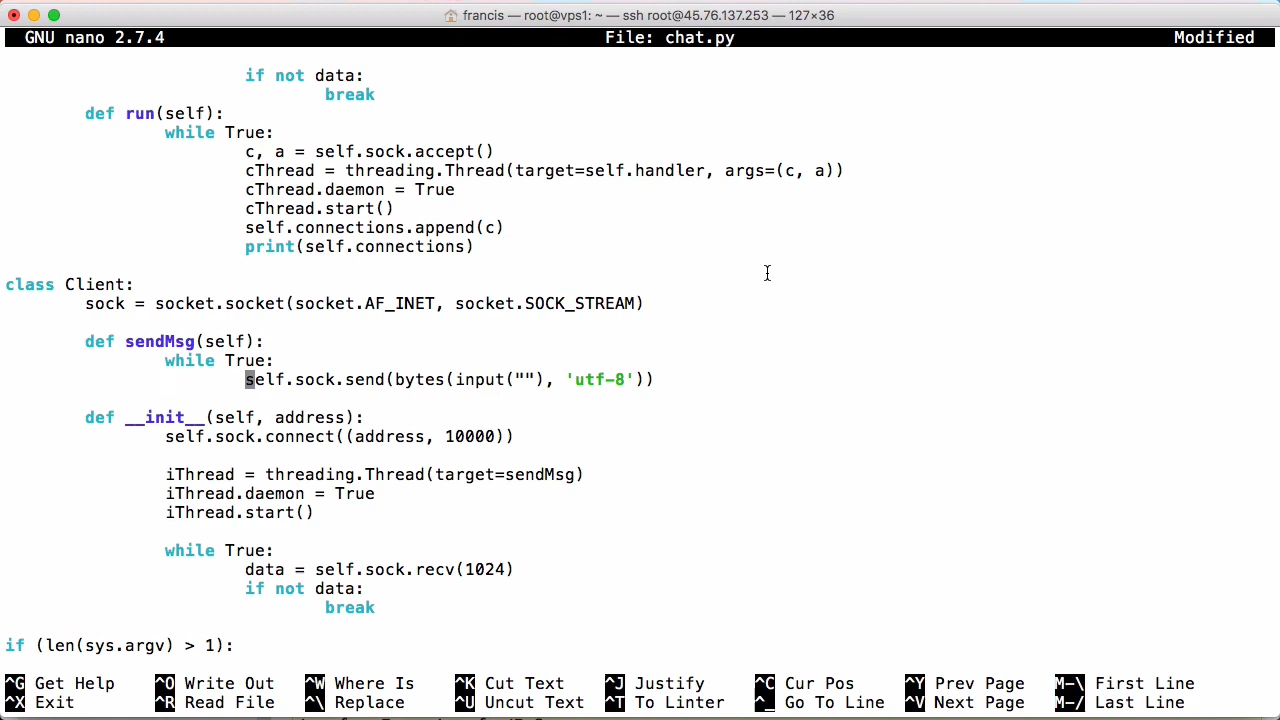 francis — root@vps1: ~ — ssh root@45.76.137.253 — 127×36
GNU nano 2.7.4 File: chat.py Modified
if not data:
break
def run(self):
while True:
c, a = self.sock.accept()
cThread = threading.Thread(target=self.handler, args=(c, a))
cThread.daemon = True
cThread.start()
self.connections.append(c)
print(self.connections)
class Client:
sock = socket.socket(socket.AF_INET, socket.SOCK_STREAM)
def sendMsg(self):
while True:
self.sock.send(bytes(input(""), 'utf-8'))
def __init__(self, address):
self.sock.connect((address, 10000))
iThread = threading.Thread(target=sendMsg)
iThread.daemon = True
iThread.start()
while True:
data = self.sock.recv(1024)
if not data:
break
if (len(sys.argv) > 1):
^G Get Help ^O Write Out ^W Where Is ^K Cut Text ^J Justify ^C Cur Pos ^Y Prev Page M-\ First Line
^X Exit ^R Read File ^\ Replace ^U Uncut Text ^T To Linter ^_ Go To Line ^V Next Page M-/ Last Line